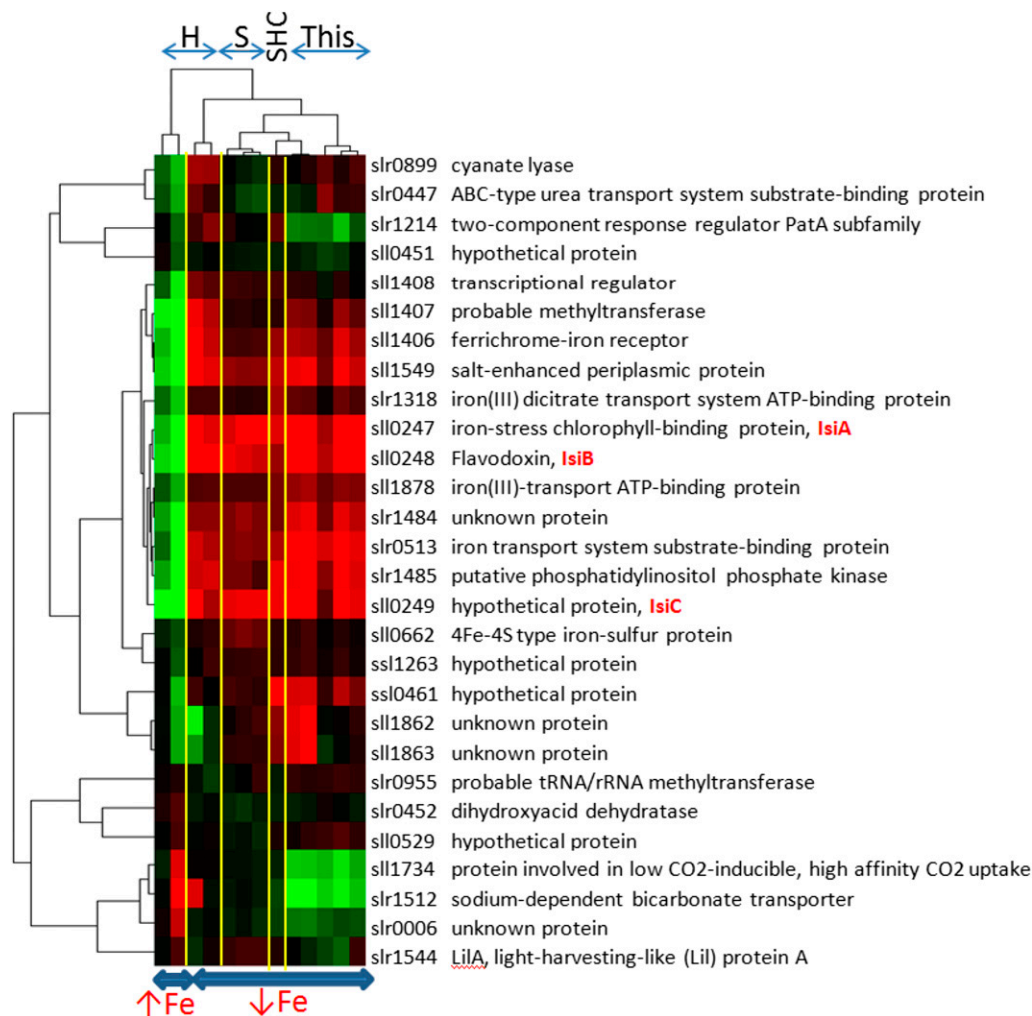 H S SHC This
slr0899 cyanate lyase
slr0447 ABC-type urea transport system substrate-binding protein
slr1214 two-component response regulator PatA subfamily
sll0451 hypothetical protein
sll1408 transcriptional regulator
sll1407 probable methyltransferase
sll1406 ferrichrome-iron receptor
sll1549 salt-enhanced periplasmic protein
slr1318 iron(III) dicitrate transport system ATP-binding protein
sll0247 iron-stress chlorophyll-binding protein, IsiA
sll0248 Flavodoxin, IsiB
sll1878 iron(III)-transport ATP-binding protein
slr1484 unknown protein
slr0513 iron transport system substrate-binding protein
slr1485 putative phosphatidylinositol phosphate kinase
sll0249 hypothetical protein, IsiC
sll0662 4Fe-4S type iron-sulfur protein
ssl1263 hypothetical protein
ssl0461 hypothetical protein
sll1862 unknown protein
sll1863 unknown protein
slr0955 probable tRNA/rRNA methyltransferase
slr0452 dihydroxyacid dehydratase
sll0529 hypothetical protein
sll1734 protein involved in low CO2-inducible, high affinity CO2 uptake
slr1512 sodium-dependent bicarbonate transporter
slr0006 unknown protein
slr1544 LilA, light-harvesting-like (Lil) protein A
↑Fe ↓Fe